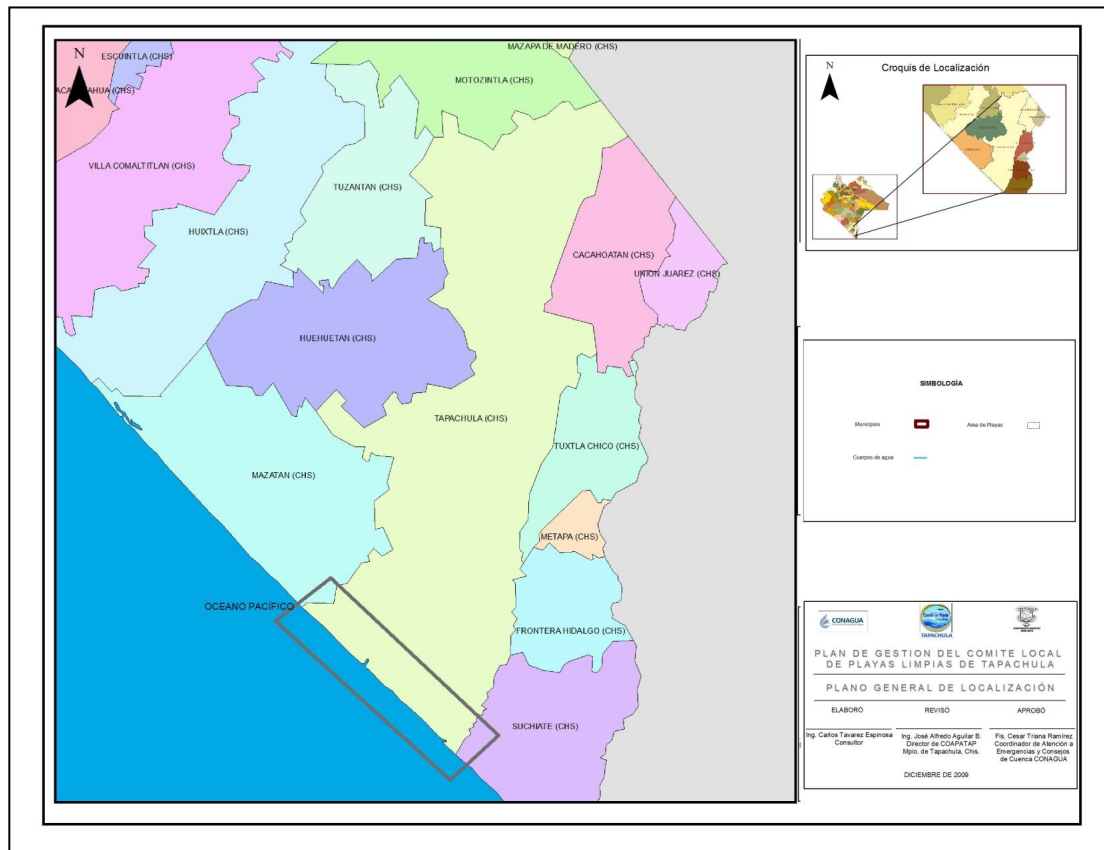 N
ESCUINTLA (CHS)
MAZAPA DE MADERO (CHS)
MOTOZINTLA (CHS)
VILLA COMALTITLAN (CHS)
TUZANTAN (CHS)
HUIXTLA (CHS)
CACAHOATAN (CHS)
UNION JUAREZ (CHS)
HUEHUETAN (CHS)
TAPACHULA (CHS)
TUXTLA CHICO (CHS)
MAZATAN (CHS)
METAPA (CHS)
OCEANO PACÍFICO
FRONTERA HIDALGO (CHS)
SUCHIATE (CHS)
N
Croquis de Localización
SIMBOLOGÍA
Municipios
Area de Playas
Cuerpos de agua
CONAGUA
TAPACHULA
PLAN DE GESTION DEL COMITE LOCAL
DE PLAYAS LIMPIAS DE TAPACHULA
PLANO GENERAL DE LOCALIZACIÓN
ELABORÓ
REVISÓ
APROBÓ
Ing. Carlos Tavarez Espinosa
Consultor
Ing. José Alfredo Aguilar B.
Director de COAPATAP
Mpio. de Tapachula, Chis.
Fis. Cesar Triana Ramírez
Coordinador de Atención a
Emergencias y Consejos
de Cuenca CONAGUA
DICIEMBRE DE 2009